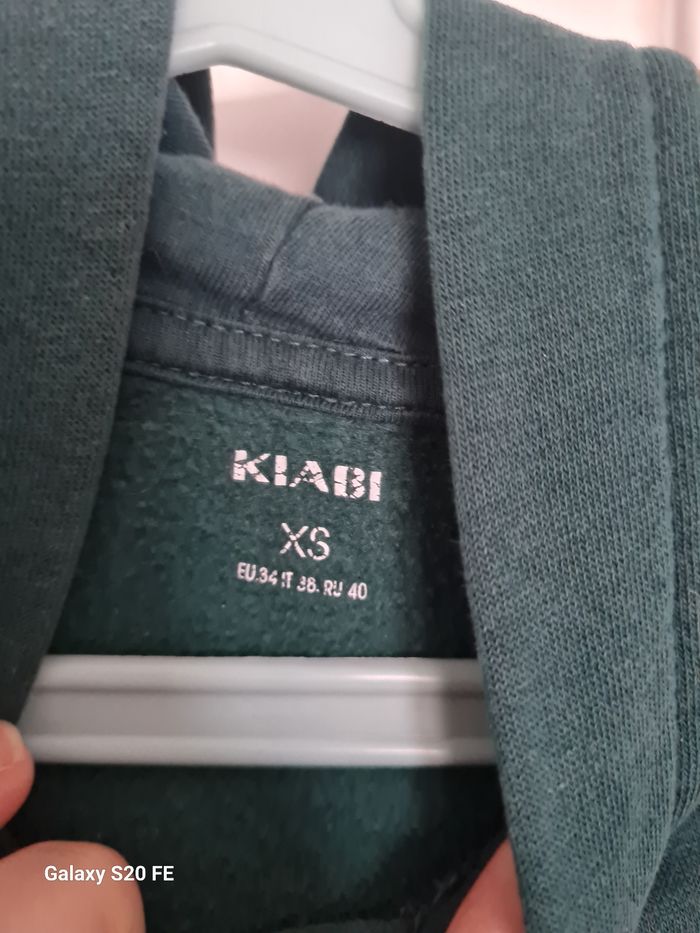 KIABI
XS
EU.34 IT 38. RU 40
Galaxy S20 FE